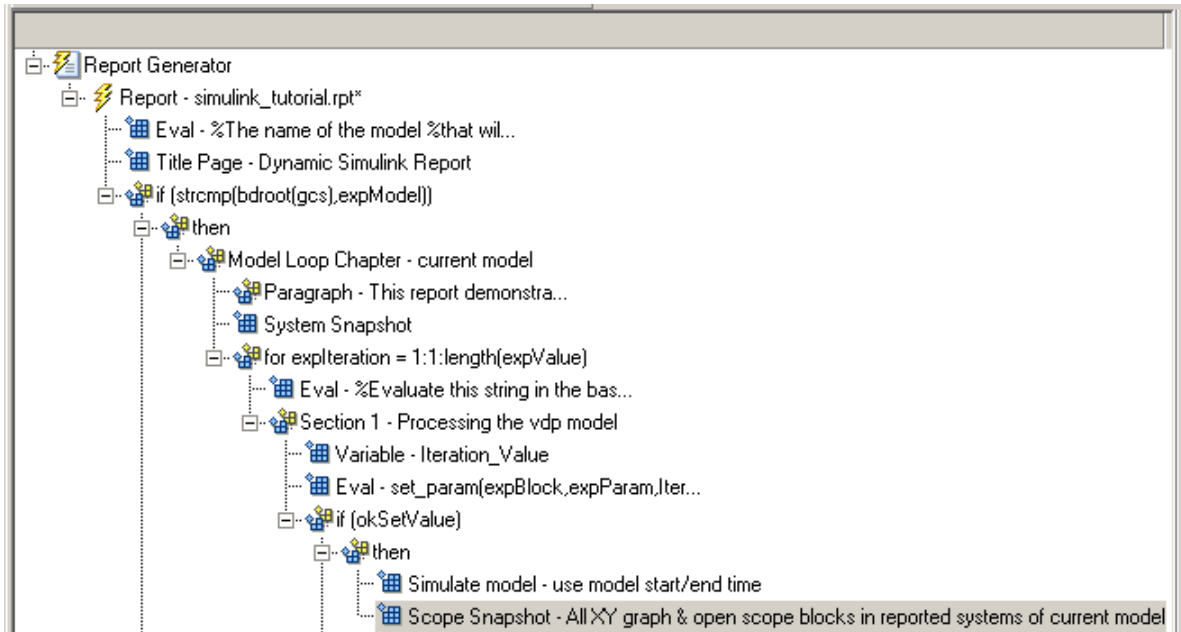 Report Generator
Report - simulink_tutorial.rpt*
Eval - %The name of the model %that wil...
Title Page - Dynamic Simulink Report
if (strcmp(bdroot(gcs),expModel))
then
Model Loop Chapter - current model
Paragraph - This report demonstra...
System Snapshot
for expIteration = 1:1:length(expValue)
Eval - %Evaluate this string in the bas...
Section 1 - Processing the vdp model
Variable - Iteration_Value
Eval - set_param(expBlock,expParam,Iter...
if (okSetValue)
then
Simulate model - use model start/end time
Scope Snapshot - All XY graph & open scope blocks in reported systems of current model